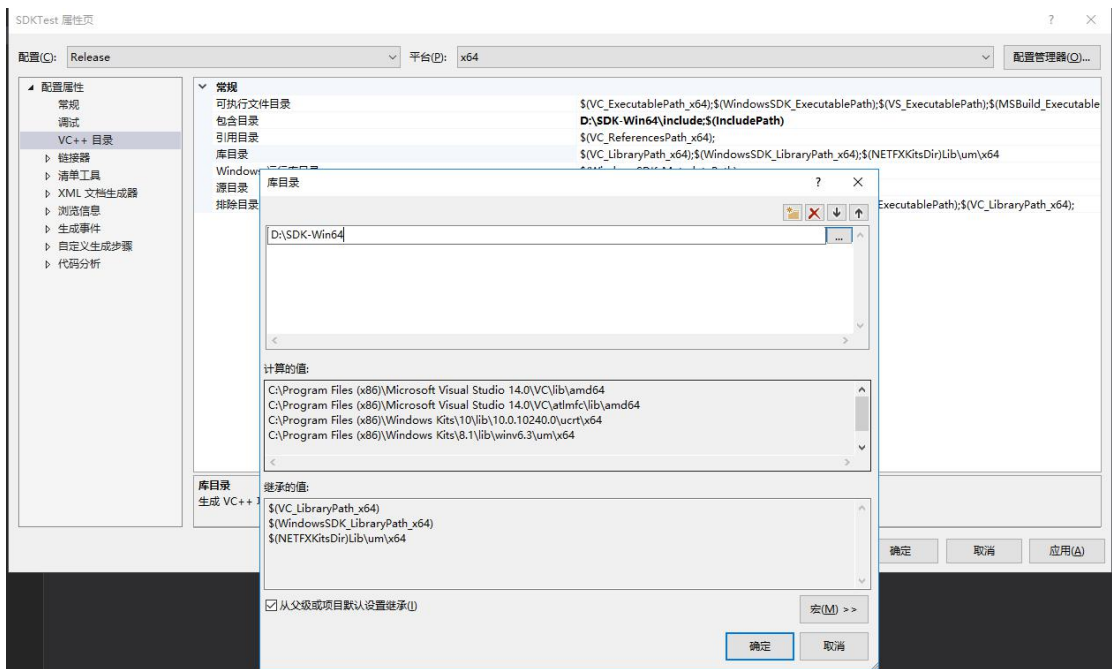 SDKTest 属性页
? ×
配置(C): Release 平台(P): x64 配置管理器(O)...
配置属性
常规
调试
VC++ 目录
链接器
清单工具
XML 文档生成器
浏览信息
生成事件
自定义生成步骤
代码分析
常规
可执行文件目录 $(VC_ExecutablePath_x64);$(WindowsSDK_ExecutablePath);$(VS_ExecutablePath);$(MSBuild_Executable
包含目录 D:\SDK-Win64\include;$(IncludePath)
引用目录 $(VC_ReferencesPath_x64);
库目录 $(VC_LibraryPath_x64);$(WindowsSDK_LibraryPath_x64);$(NETFXKitsDir)Lib\um\x64
Window
源目录
排除目录 ExecutablePath);$(VC_LibraryPath_x64);
库目录
? ×
D:\SDK-Win64
...
计算的值:
C:\Program Files (x86)\Microsoft Visual Studio 14.0\VC\lib\amd64
C:\Program Files (x86)\Microsoft Visual Studio 14.0\VC\atlmfc\lib\amd64
C:\Program Files (x86)\Windows Kits\10\lib\10.0.10240.0\ucrt\x64
C:\Program Files (x86)\Windows Kits\8.1\lib\winv6.3\um\x64
继承的值:
$(VC_LibraryPath_x64)
$(WindowsSDK_LibraryPath_x64)
$(NETFXKitsDir)Lib\um\x64
从父级或项目默认设置继承(I)
宏(M) >>
确定 取消
库目录
生成 VC++
确定 取消 应用(A)